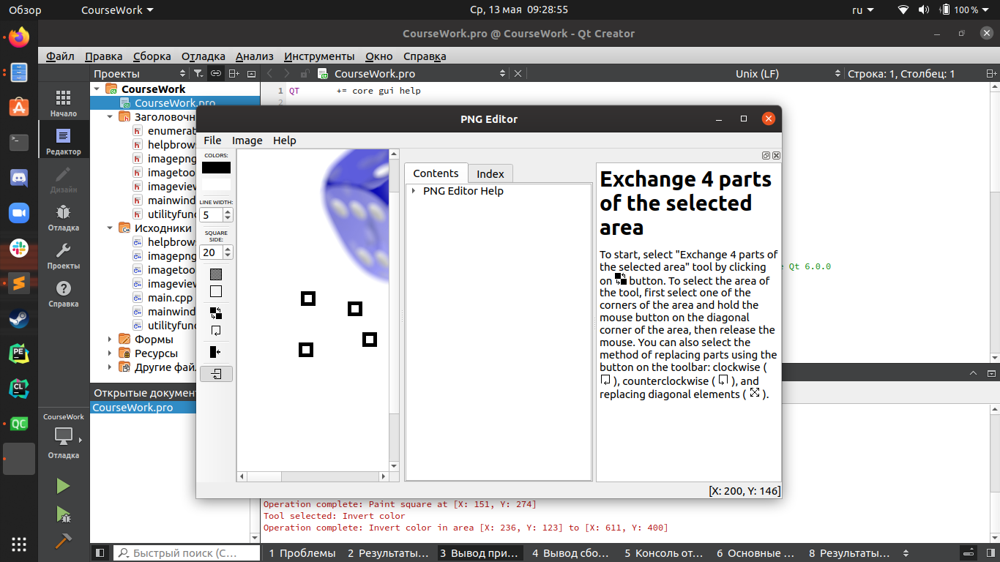 Обзор
CourseWork
Ср, 13 мая 09:28:55
ru
100 %
CourseWork.pro @ CourseWork - Qt Creator
Файл Правка Сборка Отладка Анализ Инструменты Окно Справка
Проекты
CourseWork.pro
Unix (LF)
Строка: 1, Столбец: 1
Начало
Редактор
Дизайн
Отладка
Проекты
Справка
CourseWork
CourseWork.pro
Заголовочн
enumerat
helpbrow
imagepng
imagetoo
imageview
mainwind
utilityfunc
Исходники
helpbrows
imagepng
imagetoo
imageview
main.cpp
mainwind
utilityfunc
Формы
Ресурсы
Другие фай
Открытые документ
CourseWork.pro
CourseWork
Отладка
1 QT += core gui help
2
Qt 6.0.0
PNG Editor
File Image Help
COLORS:
LINE WIDTH:
5
SQUARE
SIDE:
20
Contents Index
PNG Editor Help
Exchange 4 parts
of the selected
area
To start, select "Exchange 4 parts of
the selected area" tool by clicking
on button. To select the area of
the tool, first select one of the
corners of the area and hold the
mouse button on the diagonal
corner of the area, then release the
mouse. You can also select the
method of replacing parts using the
button on the toolbar: clockwise (
), counterclockwise ( ), and
replacing diagonal elements ( ).
[X: 200, Y: 146]
Operation complete: Paint square at [X: 151, Y: 274]
Tool selected: Invert color
Operation complete: Invert color in area [X: 236, Y: 123] to [X: 611, Y: 400]
Быстрый поиск (C…
1 Проблемы
2 Результаты…
3 Вывод при…
4 Вывод сбо…
5 Консоль от…
6 Основные …
8 Результаты…